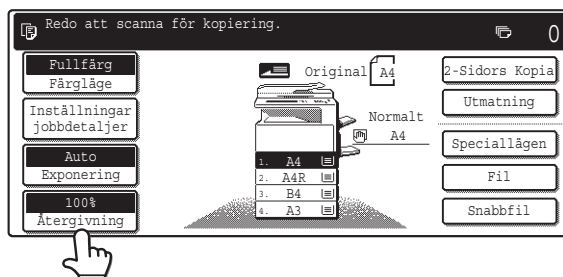 Redo att scanna för kopiering.
0
Fullfärg
Färgläge
Inställningar
jobbdetaljer
Auto
Exponering
100%
Återgivning
Original A4
Normalt
A4
1. A4
2. A4R
3. B4
4. A3
2-Sidors Kopia
Utmatning
Speciallägen
Fil
Snabbfil